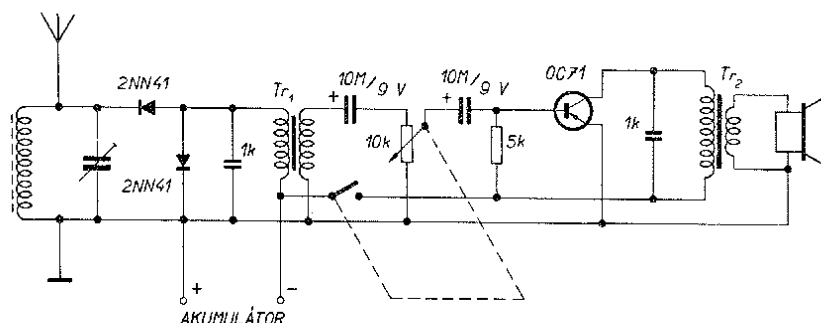 2NN41
2NN41
1k
Tr1
+ 10M/9 V
10k
10M/9 V
+
5k
OC71
1k
Tr2
+
−
AKUMULÁTOR